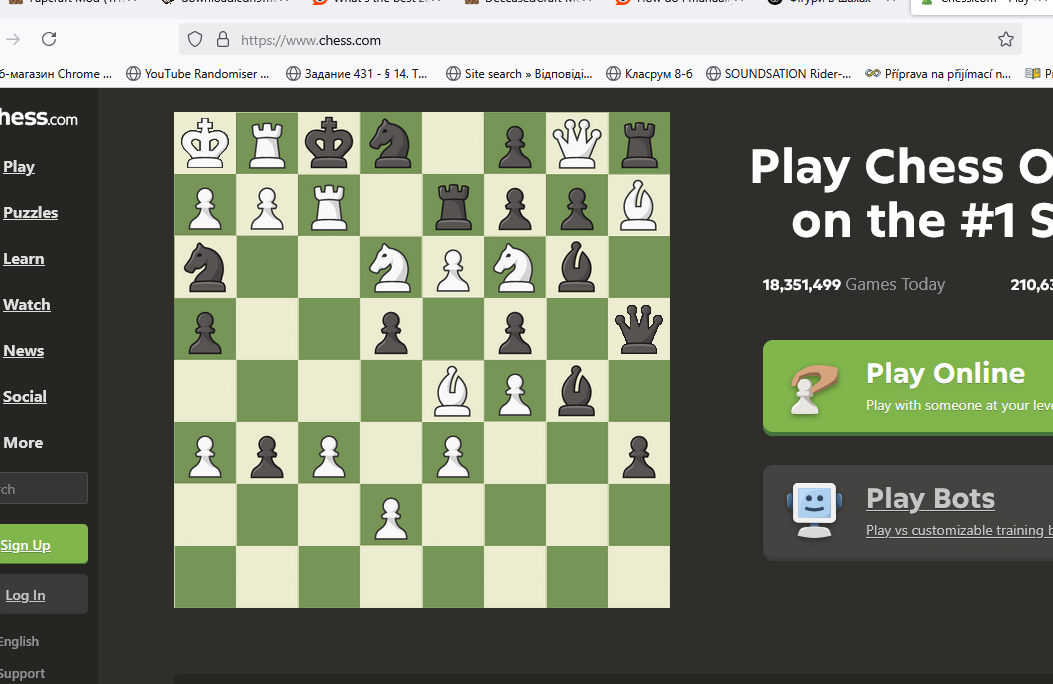 https://www.chess.com
б-магазин Chrome ... YouTube Randomiser ... Задание 431 - § 14. Т... Site search » Відповіді... Класрум 8-б SOUNDSATION Rider-... Příprava na přijímací n...
hess.com
Play
Puzzles
Learn
Watch
News
Social
More
rch
Sign Up
Log In
English
Support
Play Chess O
on the #1 S
18,351,499 Games Today 210,63
Play Online
Play with someone at your leve
Play Bots
Play vs customizable training b